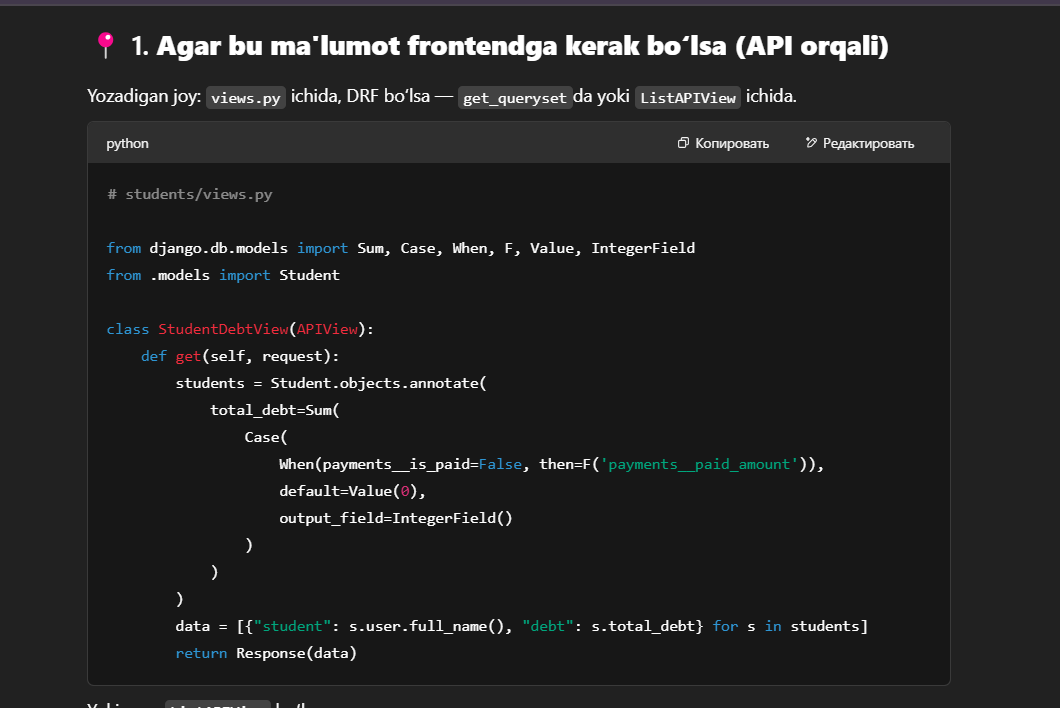 1. Agar bu ma'lumot frontendga kerak bo‘lsa (API orqali)
Yozadigan joy: views.py ichida, DRF bo‘lsa — get_queryset da yoki ListAPIView ichida.
python Копировать Редактировать
# students/views.py
from django.db.models import Sum, Case, When, F, Value, IntegerField
from .models import Student
class StudentDebtView(APIView):
    def get(self, request):
        students = Student.objects.annotate(
            total_debt=Sum(
                Case(
                    When(payments__is_paid=False, then=F('payments__paid_amount')),
                    default=Value(0),
                    output_field=IntegerField()
                )
            )
        )
        data = [{"student": s.user.full_name(), "debt": s.total_debt} for s in students]
        return Response(data)